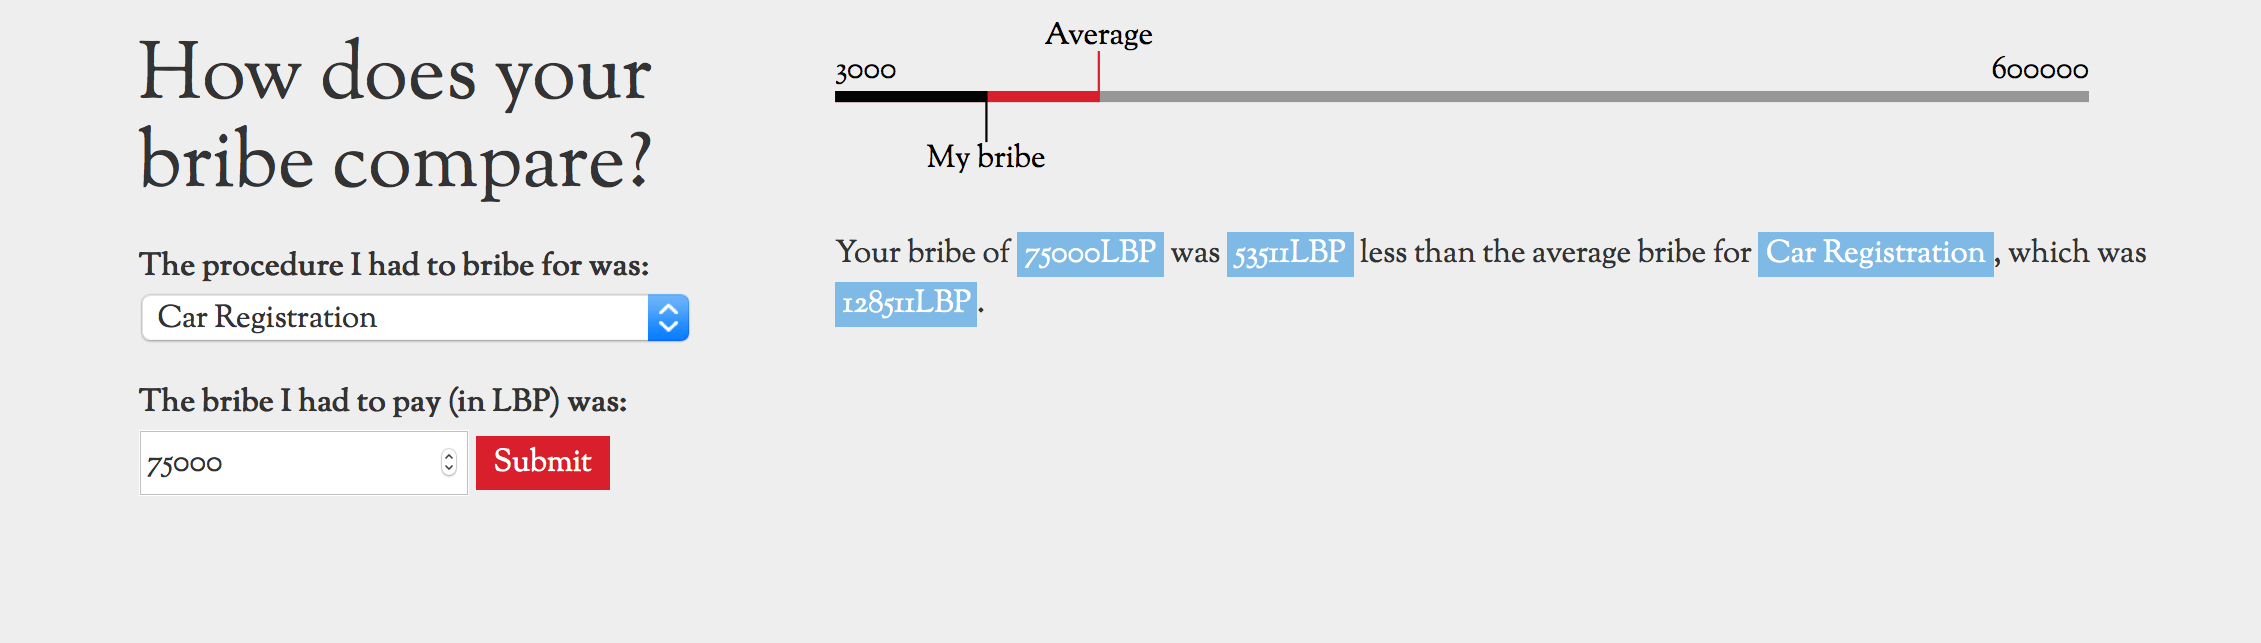 How does your
bribe compare?
The procedure I had to bribe for was:
Car Registration
The bribe I had to pay (in LBP) was:
75000
Submit
Average
3000
600000
My bribe
Your bribe of 75000LBP was 53511LBP less than the average bribe for Car Registration, which was
128511LBP.